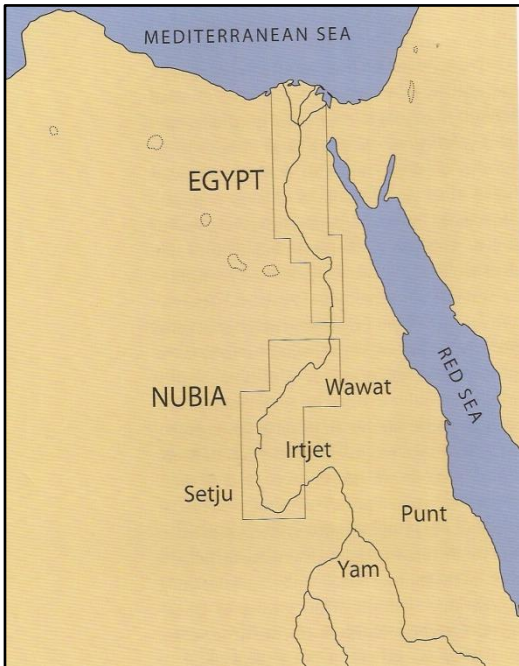 MEDITERRANEAN SEA
EGYPT
RED SEA
NUBIA
Wawat
Irtjet
Setju
Punt
Yam